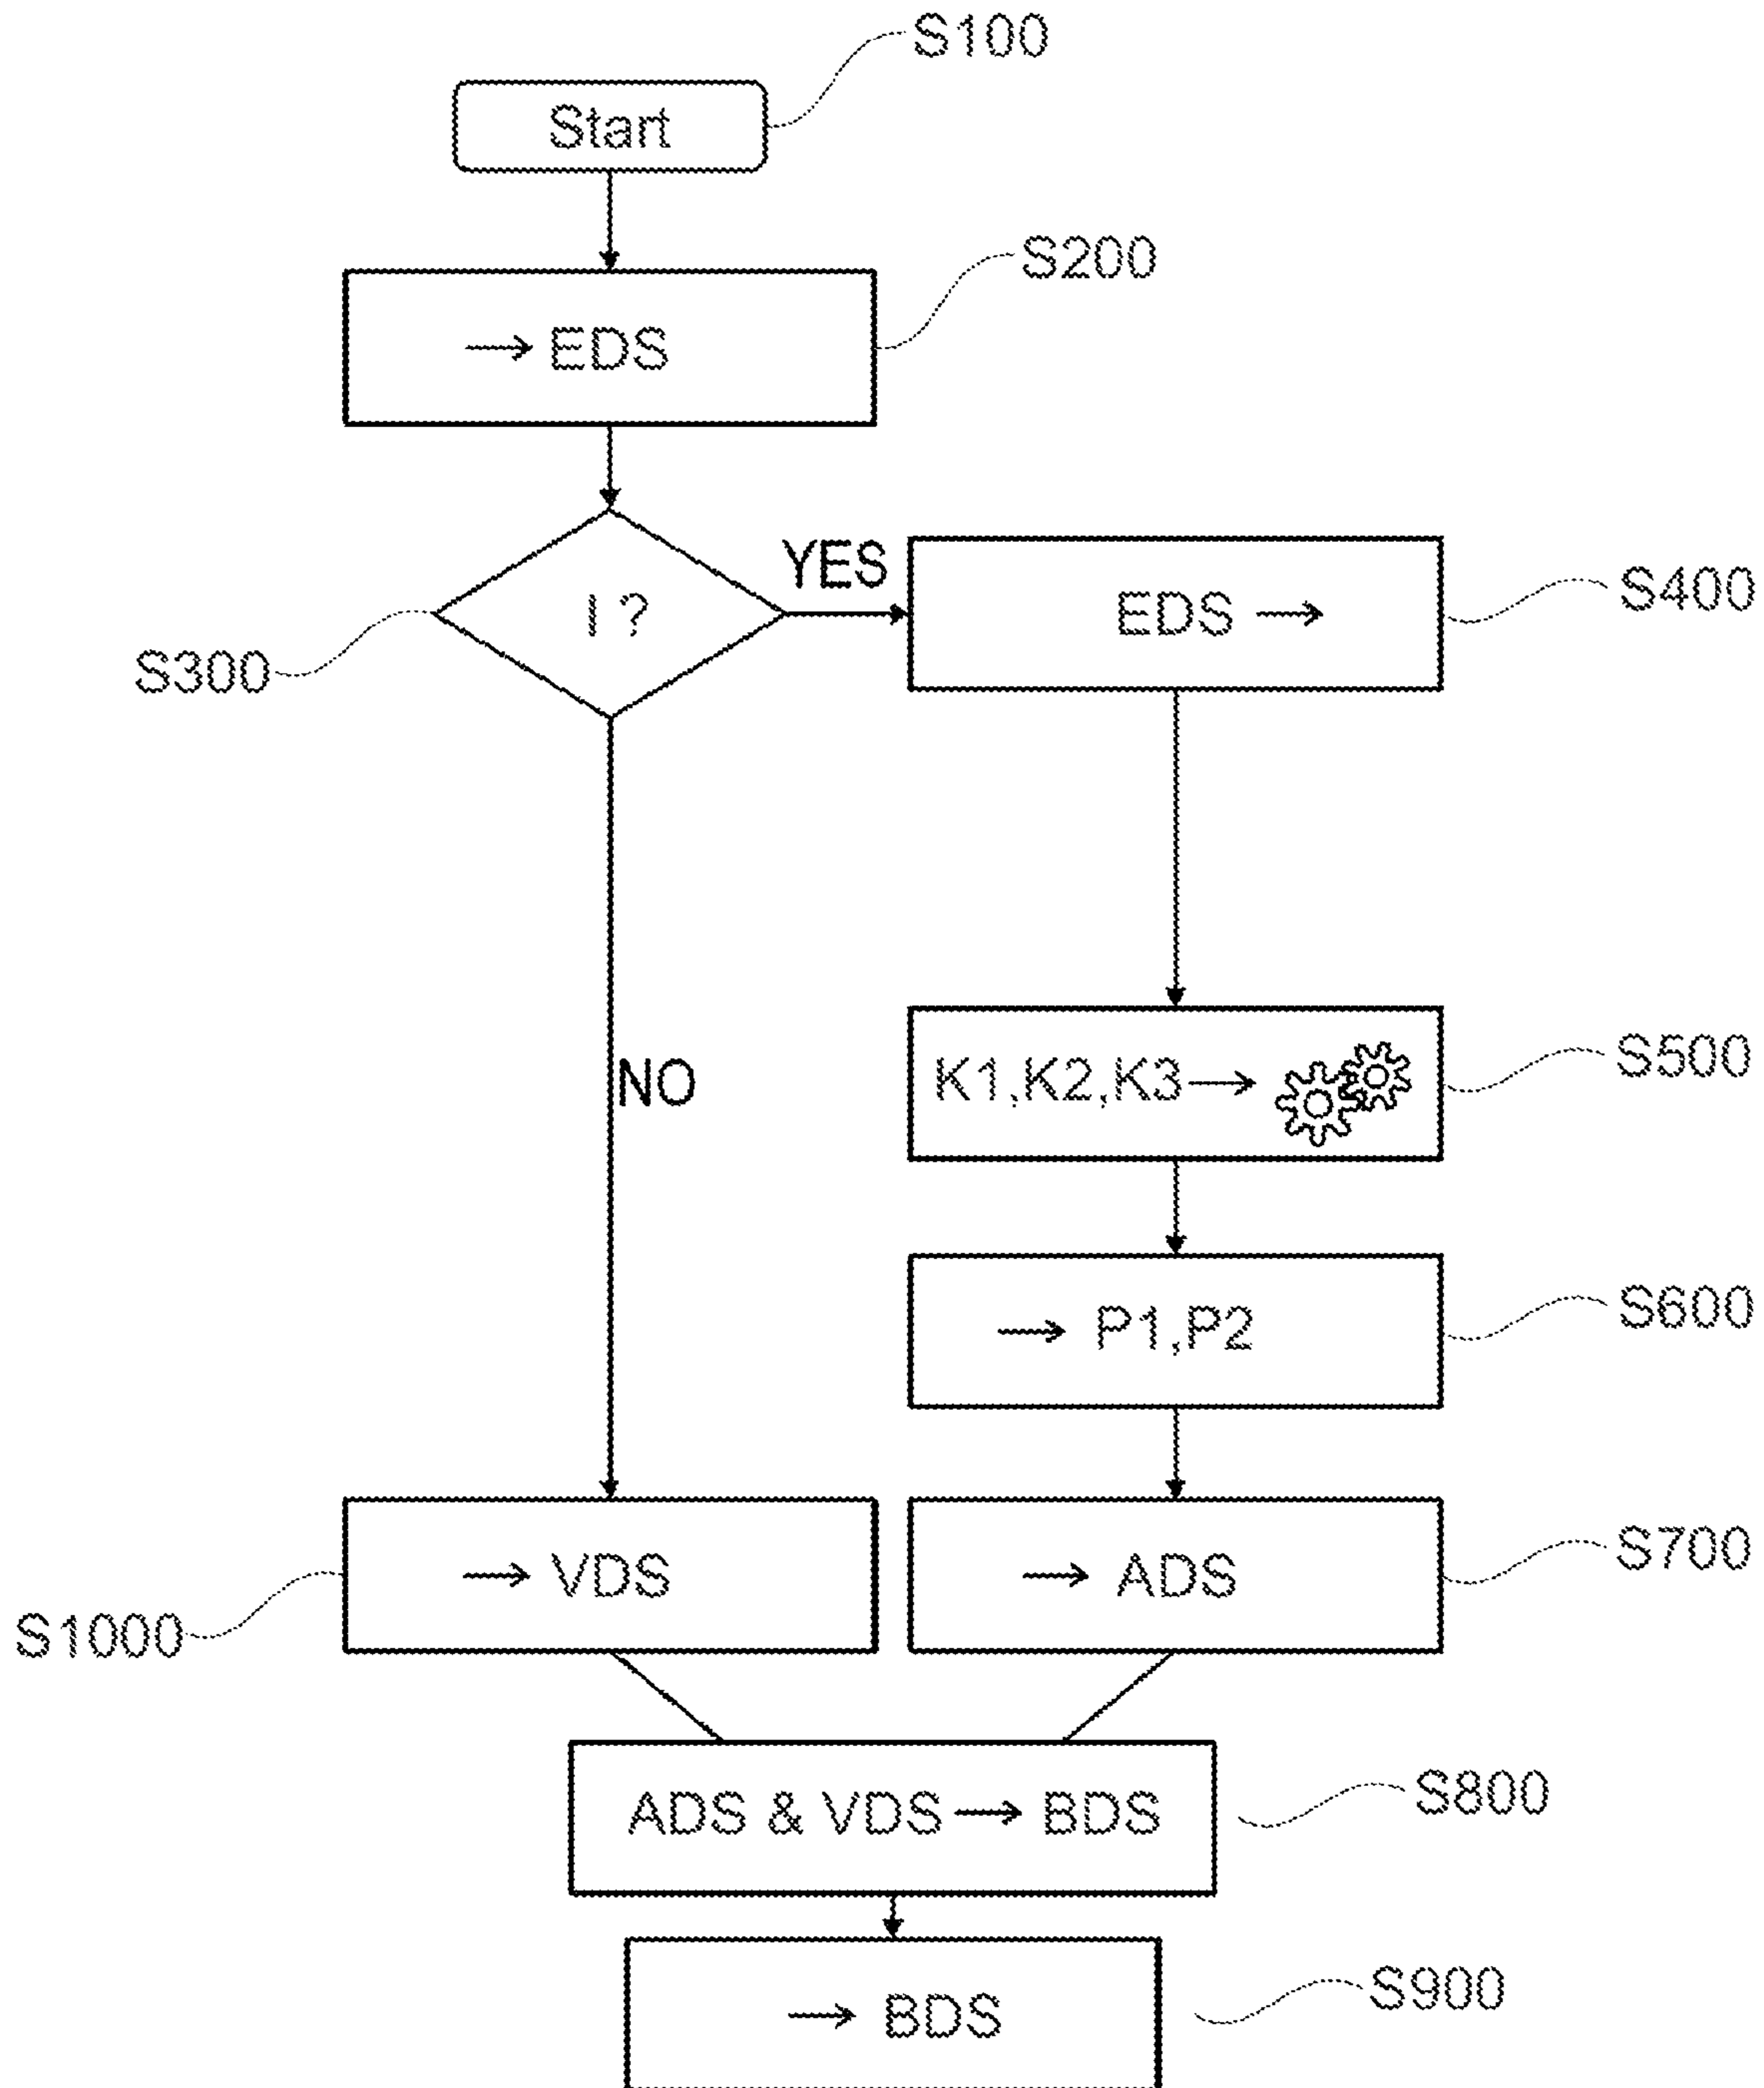 S100
Start
S200
→ EDS
YES
I ?
EDS →
S400
S300
NO
K1,K2,K3 →
S500
→ P1,P2
S600
→ VDS
→ ADS
S700
S1000
ADS & VDS → BDS
S800
→ BDS
S900